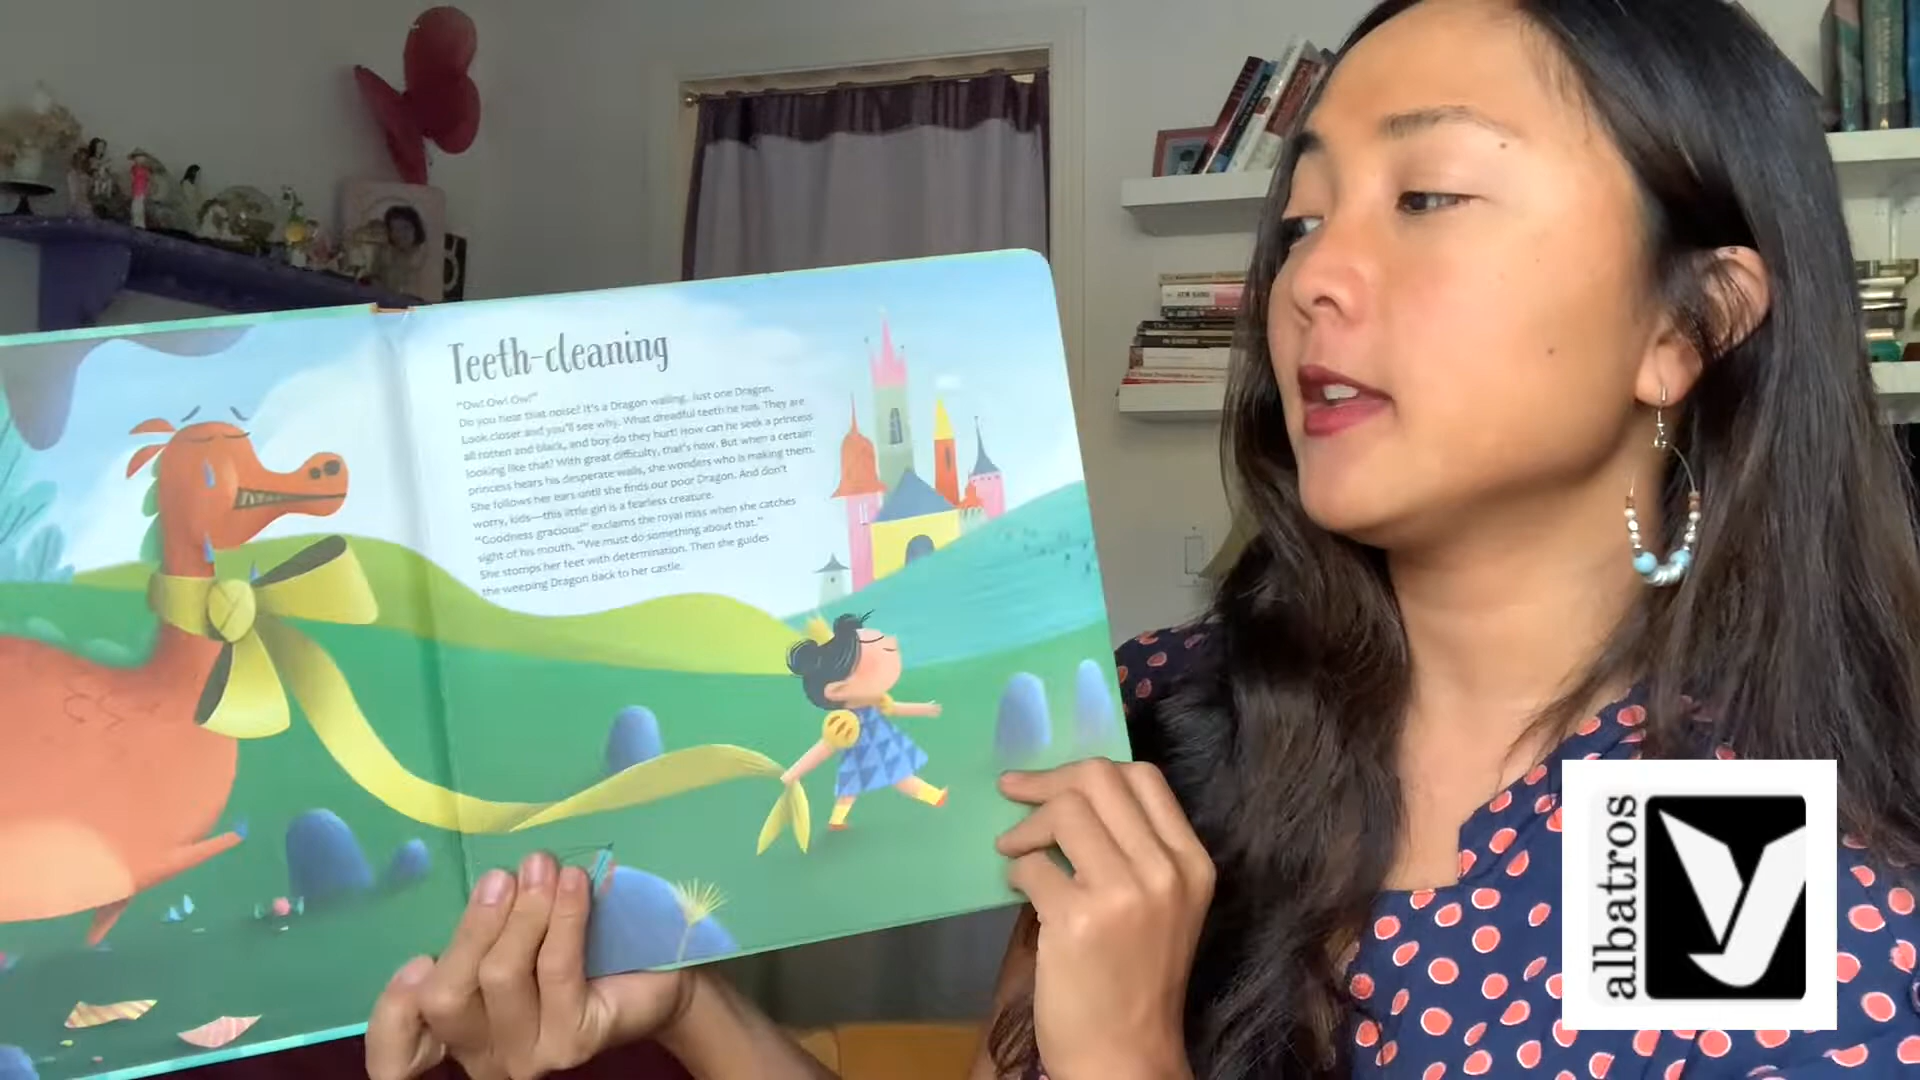 Teeth-cleaning
"Ow! Ow! Ow!"
Do you hear that noise? It's a Dragon wailing. Just one Dragon.
Look closer and you'll see why. What dreadful teeth he has. They are
all rotten and black, and boy do they hurt! How can he seek a princess
looking like that? With great difficulty, that's how. But when a certain
princess hears his desperate wails, she wonders who is making them.
She follows her ears until she finds our poor Dragon. And don't
worry, kids—this little girl is a fearless creature.
"Goodness gracious!" exclaims the royal miss when she catches
sight of his mouth. "We must do something about that."
She stomps her feet with determination. Then she guides
the weeping Dragon back to her castle.
albatros